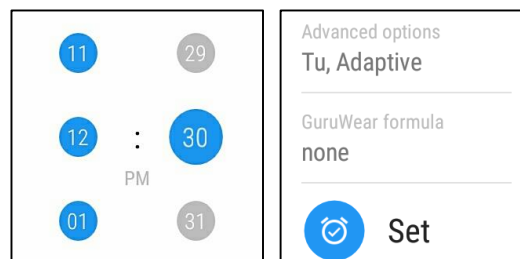 11 29
12 : 30
PM
01 31
Advanced options
Tu, Adaptive
GuruWear formula
none
Set